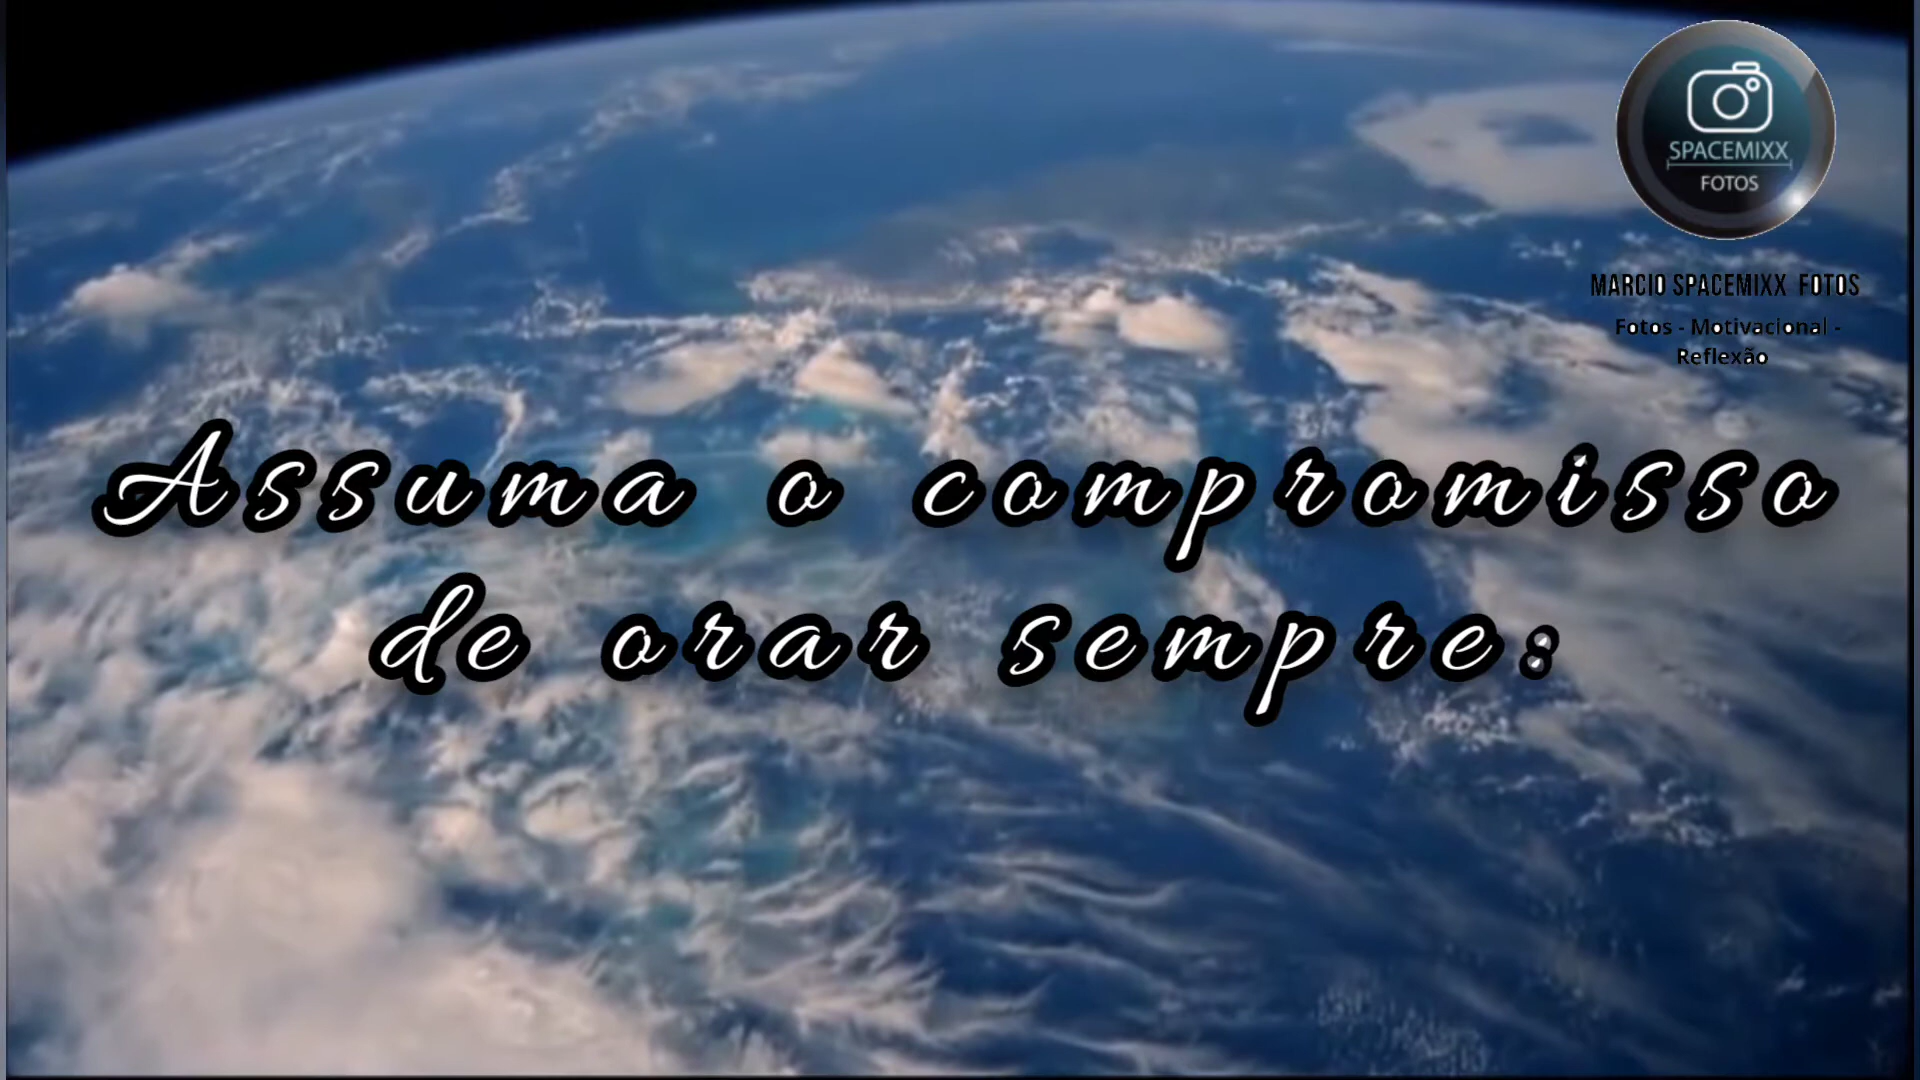 SPACEMIXX
FOTOS
MARCIO SPACEMIXX FOTOS
Fotos - Motivacional -
Reflexão
Assuma o compromisso
de orar sempre: